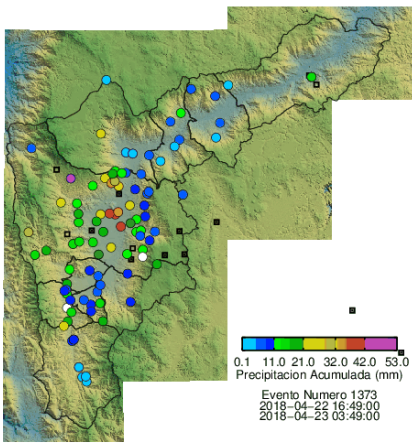 0.1 11.0 21.0 32.0 42.0 53.0
Precipitacion Acumulada (mm)
Evento Numero 1373
2018-04-22 16:49:00
2018-04-23 03:49:00